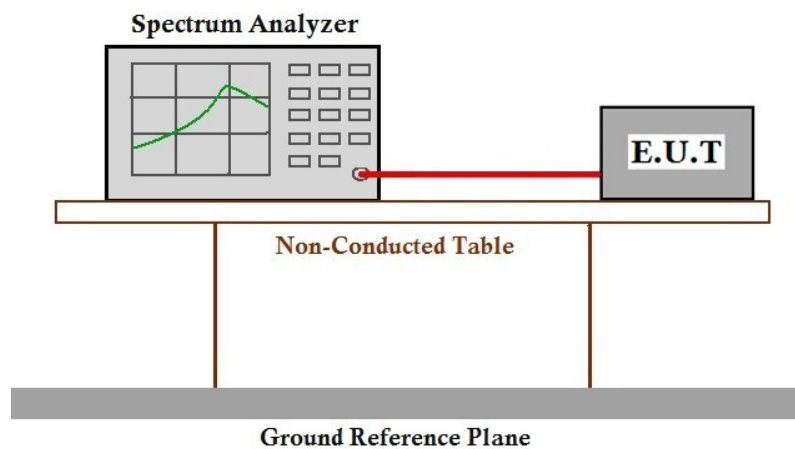 Spectrum Analyzer
E.U.T
Non-Conducted Table
Ground Reference Plane